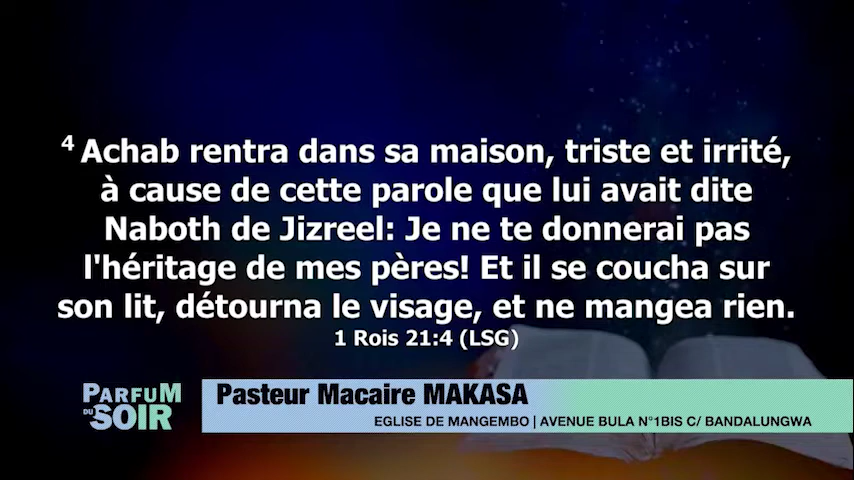 4 Achab rentra dans sa maison, triste et irrité,
à cause de cette parole que lui avait dite
Naboth de Jizreel: Je ne te donnerai pas
l'héritage de mes pères! Et il se coucha sur
son lit, détourna le visage, et ne mangea rien.
1 Rois 21:4 (LSG)
PARFUM
DU SOIR
Pasteur Macaire MAKASA
EGLISE DE MANGEMBO | AVENUE BULA N°1BIS C/ BANDALUNGWA